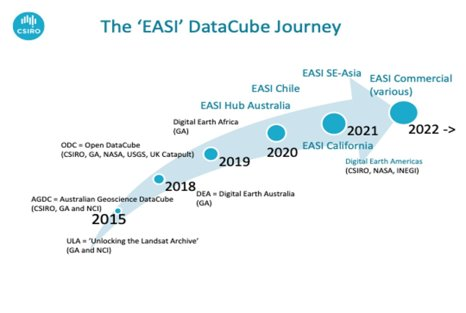 CSIRO
The ‘EASI’ DataCube Journey
EASI SE-Asia
EASI Commercial
(various)
EASI Chile
EASI Hub Australia
Digital Earth Africa
(GA)
2022 ->
2021
ODC = Open DataCube
(CSIRO, GA, NASA, USGS, UK Catapult)
2020
EASI California
2019
Digital Earth Americas
(CSIRO, NASA, INEGI)
2018
DEA = Digital Earth Australia
(GA)
AGDC = Australian Geoscience DataCube
(CSIRO, GA and NCI)
2015
ULA = ‘Unlocking the Landsat Archive’
(GA and NCI)